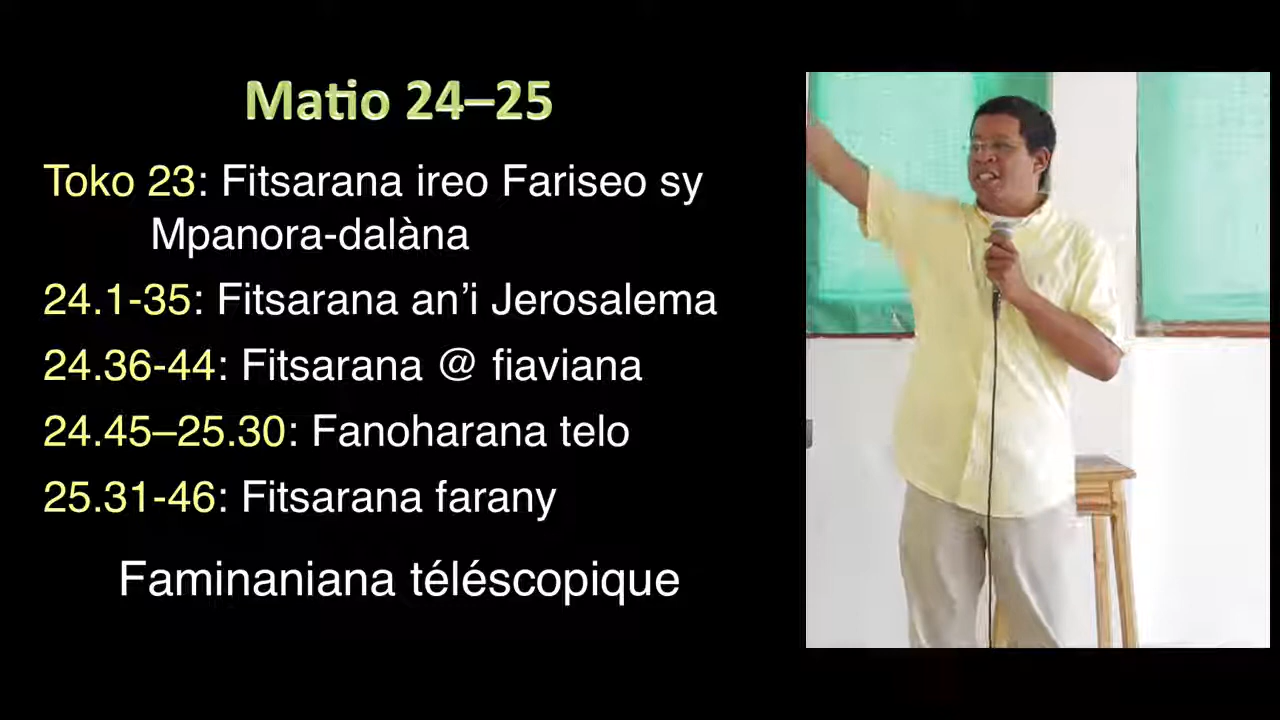 Matio 24–25
Toko 23: Fitsarana ireo Fariseo sy
Mpanora-dalàna
24.1-35: Fitsarana an’i Jerosalema
24.36-44: Fitsarana @ fiaviana
24.45–25.30: Fanoharana telo
25.31-46: Fitsarana farany
Faminaniana téléscopique